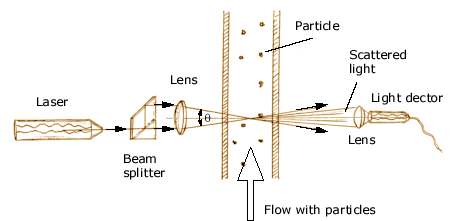 Particle
Scattered
light
Lens
Laser
Light dector
θ
Beam
splitter
Lens
Flow with particles